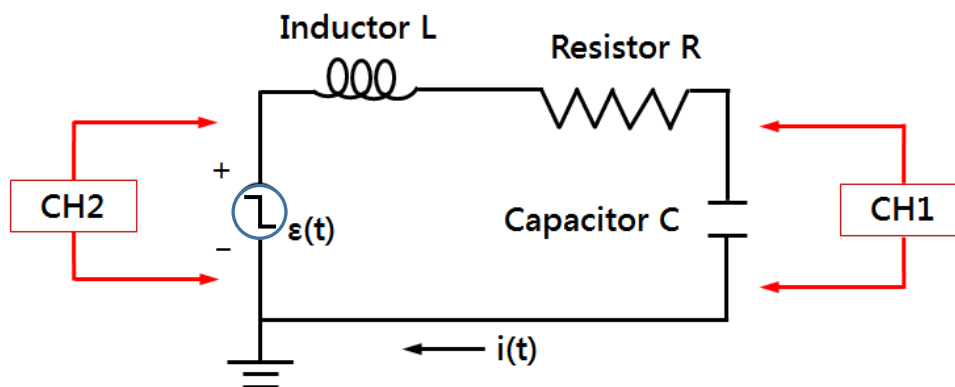 Inductor L
Resistor R
+
CH2
ε(t)
−
Capacitor C
CH1
i(t)